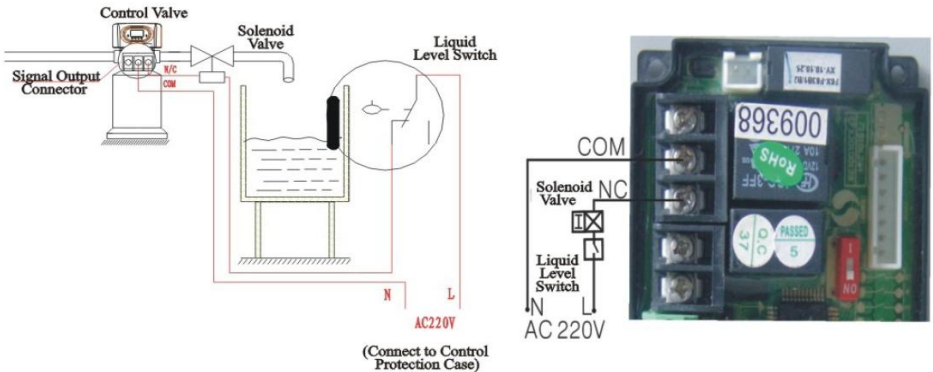 Control Valve
Solenoid
Valve
Liquid
Level Switch
Signal Output
Connector
N/C
COM
N
L
AC220V
(Connect to Control
Protection Case)
COM
NC
Solenoid
Valve
Liquid
Level
Switch
N
L
AC 220V
009368
RoHS
PASSED
5
Q.C
37
ON